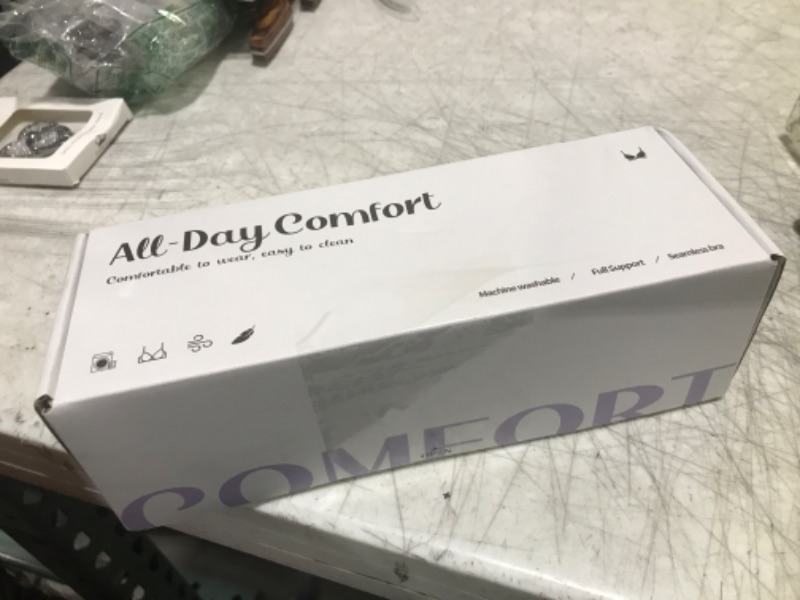 All-Day Comfort
Comfortable to wear, easy to clean
Machine washable / Full Support / Seamless bra
COMFORT